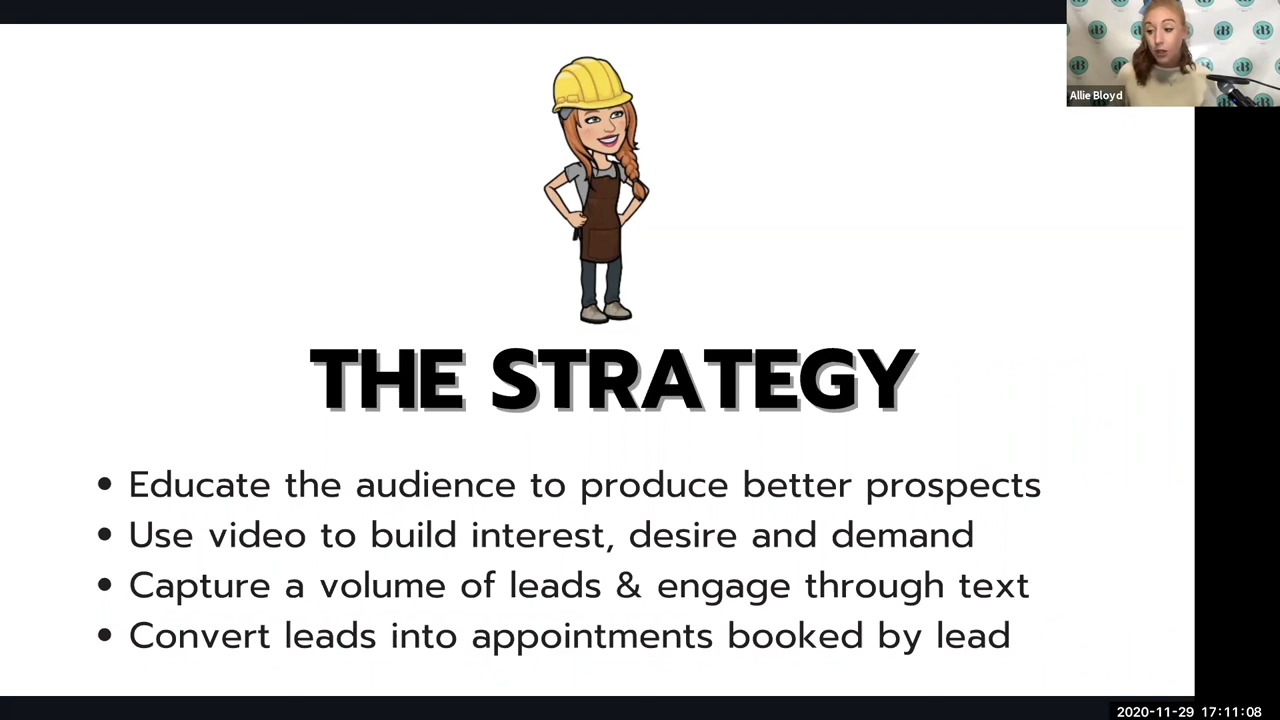 Allie Bloyd
THE STRATEGY
• Educate the audience to produce better prospects
• Use video to build interest, desire and demand
• Capture a volume of leads & engage through text
• Convert leads into appointments booked by lead
2020-11-29 17:11:08